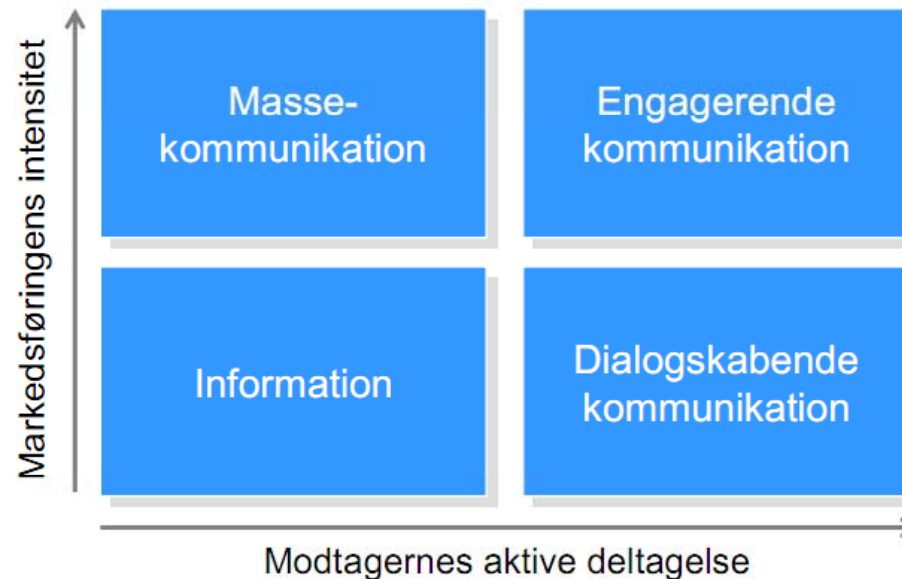 Markedsføringens intensitet
Masse-
kommunikation
Engagerende
kommunikation
Information
Dialogskabende
kommunikation
Modtagernes aktive deltagelse